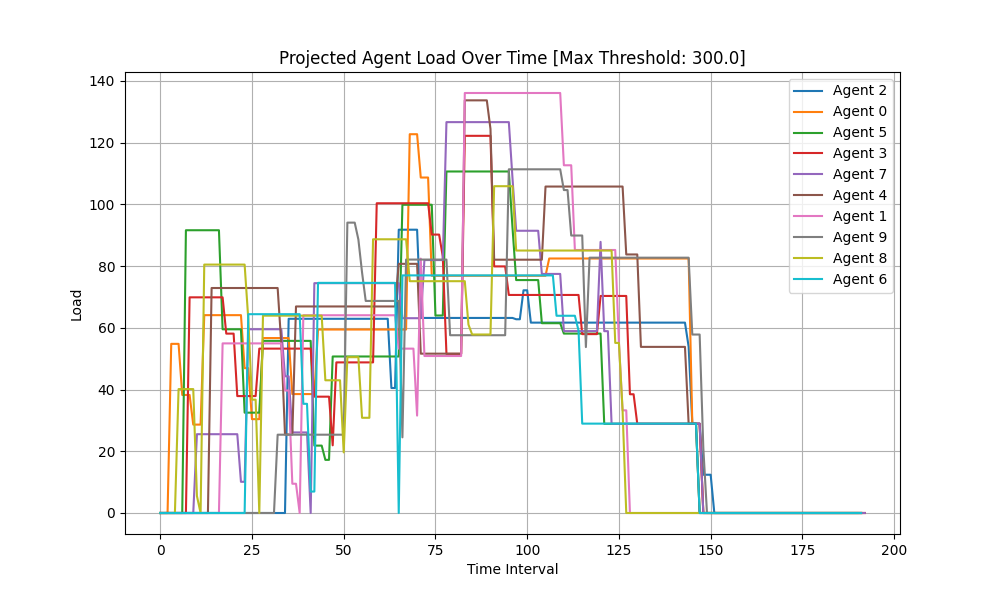 Projected Agent Load Over Time [Max Threshold: 300.0]
Load
140
120
100
80
60
40
20
0
0 25 50 75 100 125 150 175 200
Time Interval
Agent 2
Agent 0
Agent 5
Agent 3
Agent 7
Agent 4
Agent 1
Agent 9
Agent 8
Agent 6